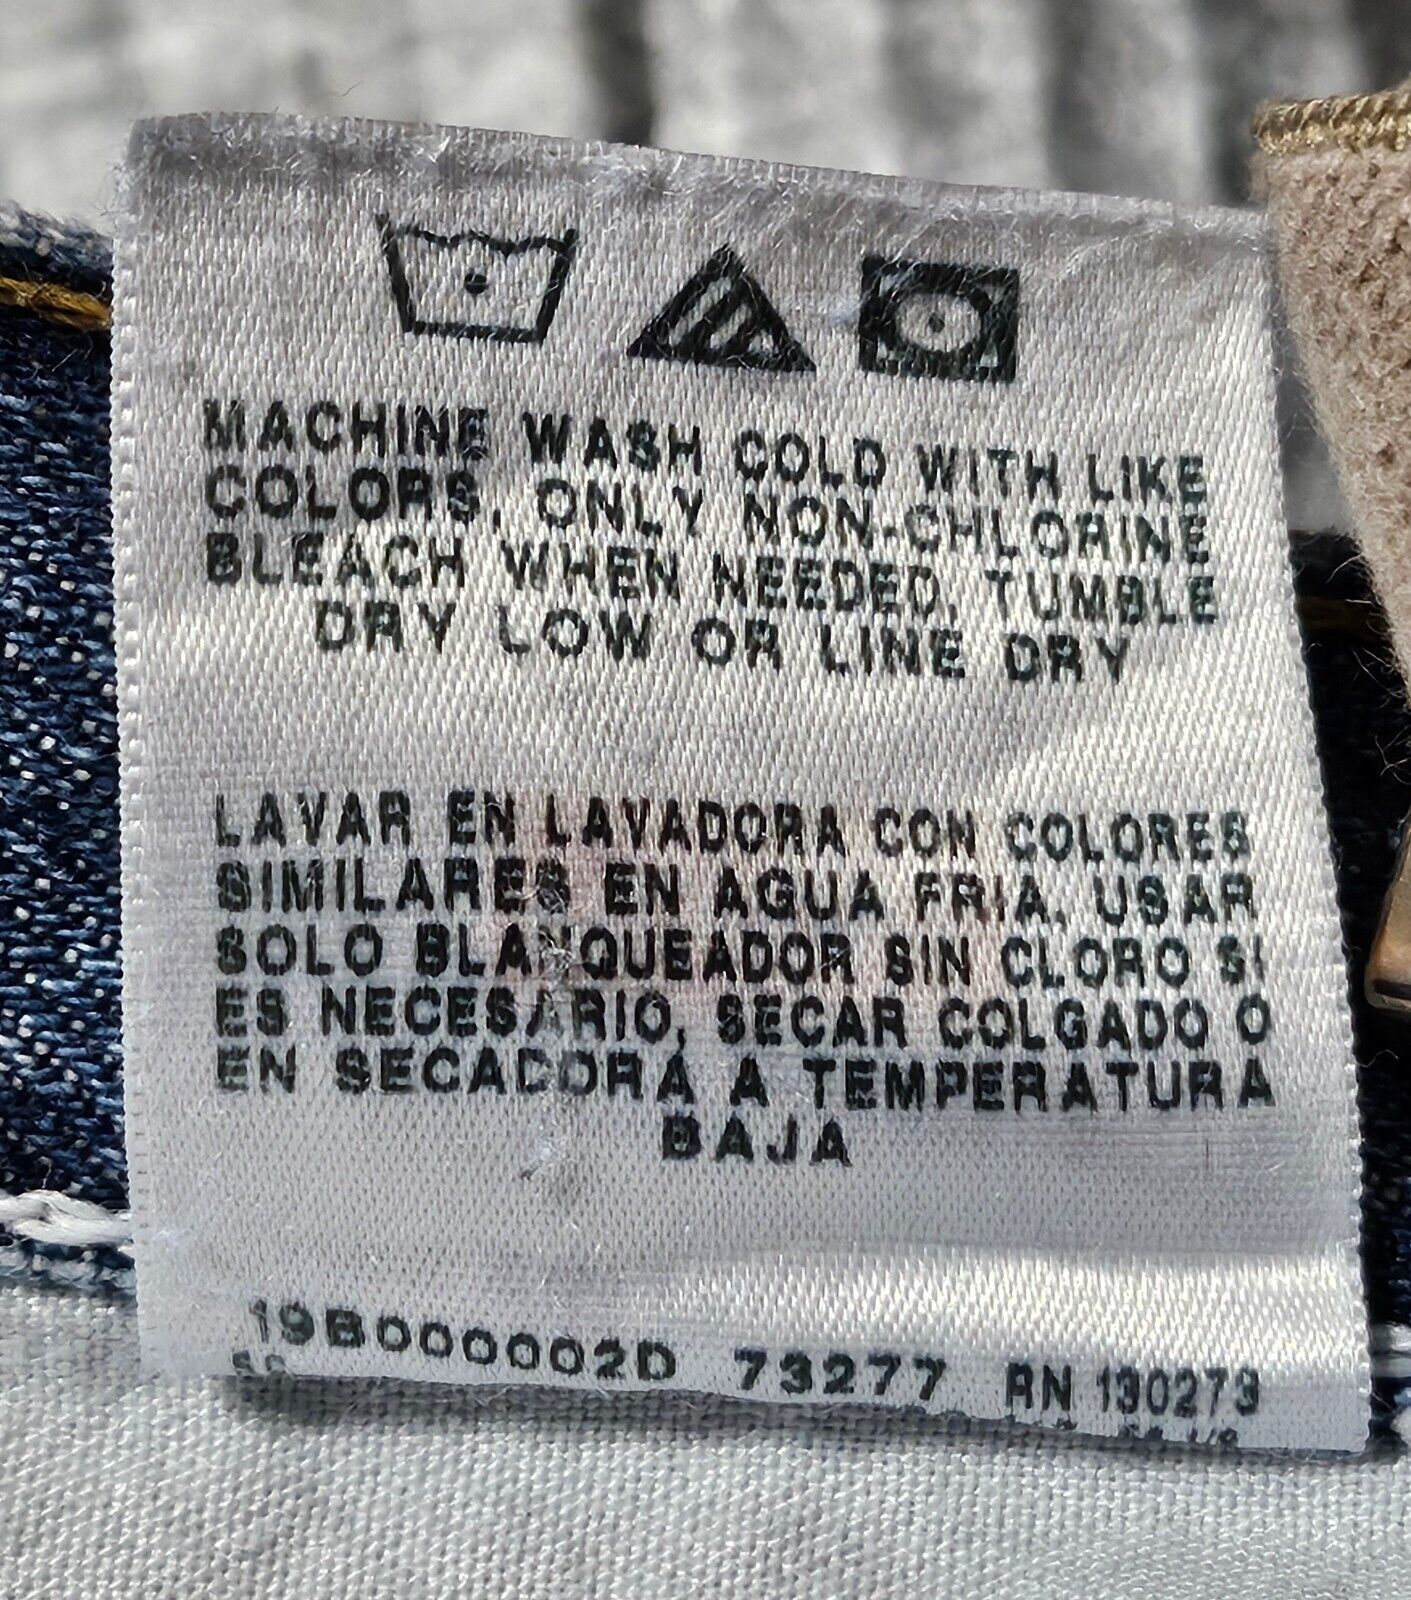 MACHINE WASH COLD WITH LIKE
COLORS, ONLY NON-CHLORINE
BLEACH WHEN NEEDED, TUMBLE
DRY LOW OR LINE DRY
LAVAR EN LAVADORA CON COLORES
SIMILARES EN AGUA FRIA, USAR
SOLO BLANQUEADOR SIN CLORO SI
ES NECESARIO, SECAR COLGADO O
EN SECADORA A TEMPERATURA
BAJA
19B000002D 73277 RN 130273